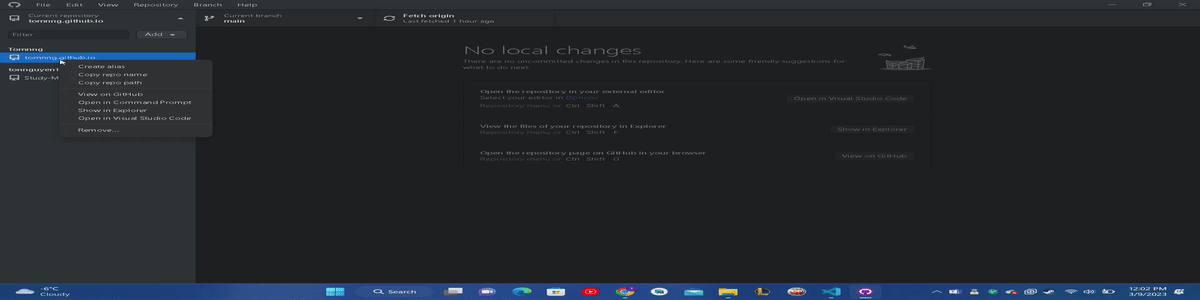 File Edit View Repository Branch Help
Current repository
tomnng.github.io
Current branch
main
Fetch origin
Last fetched 1 hour ago
Filter
Add
Tomnng
tomnng.github.io
Study-M
Create alias
Copy repo name
Copy repo path
View on GitHub
Open in Command Prompt
Show in Explorer
Open in Visual Studio Code
Remove...
No local changes
There are no uncommitted changes in this repository. Here are some friendly suggestions for
what to do next:
Open the repository in your external editor
Select your editor in Options
Repository menu or Ctrl Shift A
Open in Visual Studio Code
View the files of your repository in Explorer
Repository menu or Ctrl Shift F
Show in Explorer
Open the repository page on GitHub in your browser
Repository menu or Ctrl Shift G
View on GitHub
-6°C
Cloudy
Search
12:02 PM
3/9/2023